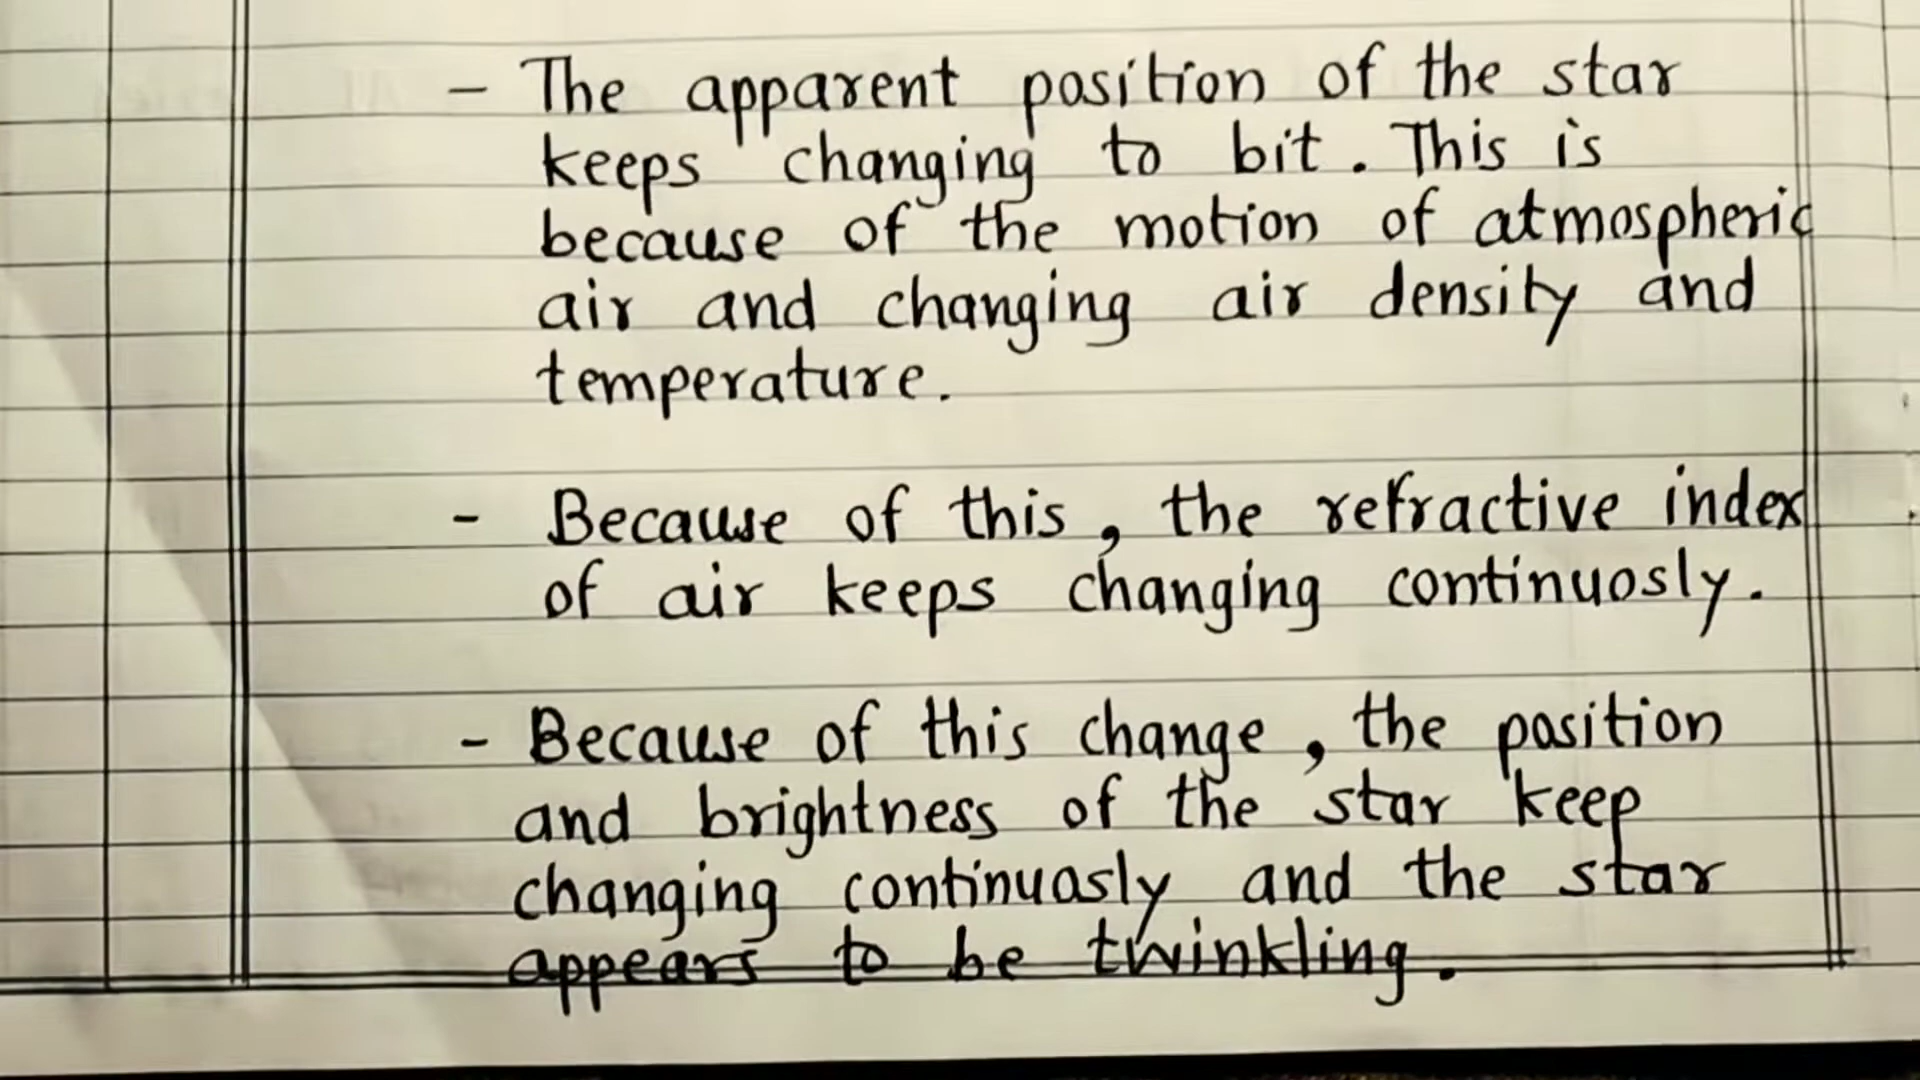 - The apparent position of the star
keeps changing to bit. This is
because of the motion of atmospheric
air and changing air density and
temperature.
- Because of this, the refractive index
of air keeps changing continuosly.
- Because of this change, the position
and brightness of the star keep
changing continuosly and the star
appears to be twinkling.